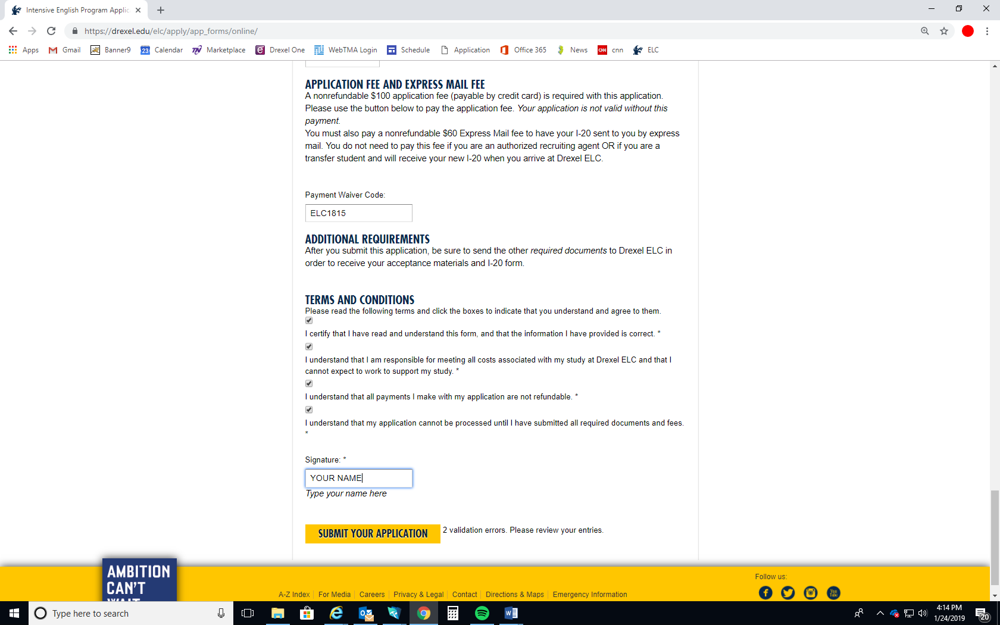 Intensive English Program Applic
https://drexel.edu/elc/apply/app_forms/online/
Apps
Gmail
Banner9
23
Calendar
Marketplace
Drexel One
WebTMA Login
Schedule
Application
Office 365
News
CNN
cnn
ELC
APPLICATION FEE AND EXPRESS MAIL FEE
A nonrefundable $100 application fee (payable by credit card) is required with this application.
Please use the button below to pay the application fee. Your application is not valid without this
payment.
You must also pay a nonrefundable $60 Express Mail fee to have your I-20 sent to you by express
mail. You do not need to pay this fee if you are an authorized recruiting agent OR if you are a
transfer student and will receive your new I-20 when you arrive at Drexel ELC.
Payment Waiver Code:
ELC1815
ADDITIONAL REQUIREMENTS
After you submit this application, be sure to send the other required documents to Drexel ELC in
order to receive your acceptance materials and I-20 form.
TERMS AND CONDITIONS
Please read the following terms and click the boxes to indicate that you understand and agree to them.
I certify that I have read and understand this form, and that the information I have provided is correct. *
I understand that I am responsible for meeting all costs associated with my study at Drexel ELC and that I
cannot expect to work to support my study. *
I understand that all payments I make with my application are not refundable. *
I understand that my application cannot be processed until I have submitted all required documents and fees.
*
Signature: *
YOUR NAME
Type your name here
SUBMIT YOUR APPLICATION 2 validation errors. Please review your entries.
AMBITION
CAN'T
WAIT
Follow us:
A-Z Index
For Media
Careers
Privacy & Legal
Contact
Directions & Maps
Emergency Information
You
Tube
Type here to search
4:14 PM
1/24/2019
20